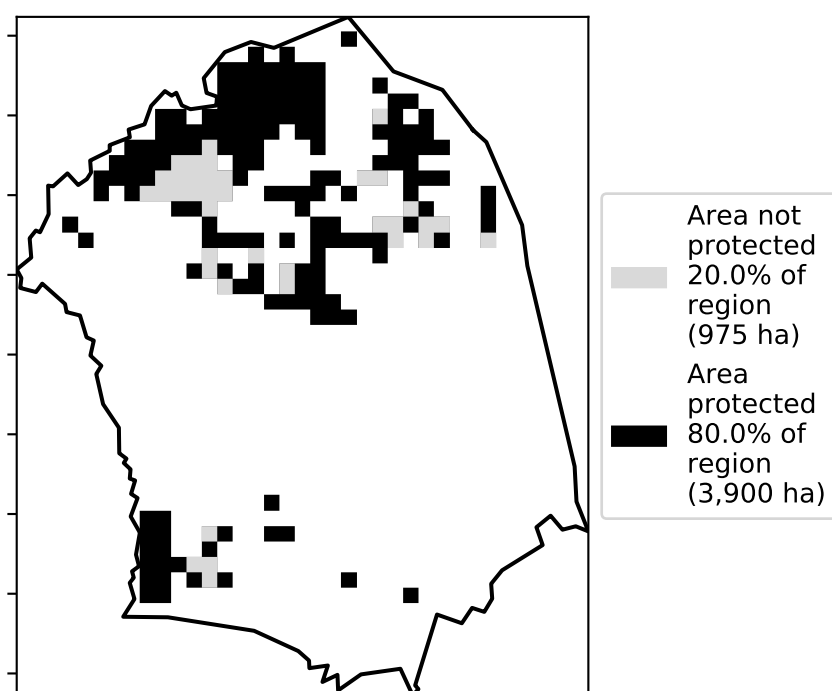 Area not
protected
20.0% of
region
(975 ha)
Area
protected
80.0% of
region
(3,900 ha)